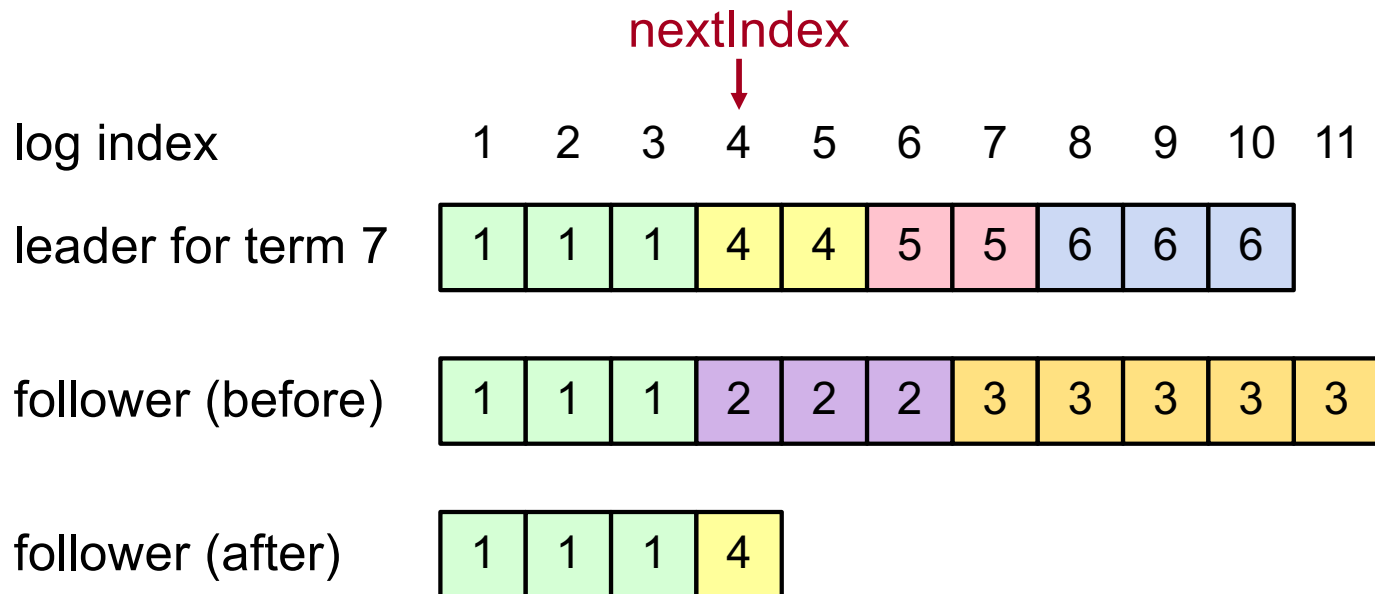 nextIndex
log index 1 2 3 4 5 6 7 8 9 10 11
leader for term 7 1 1 1 4 4 5 5 6 6 6
follower (before) 1 1 1 2 2 2 3 3 3 3 3
follower (after) 1 1 1 4